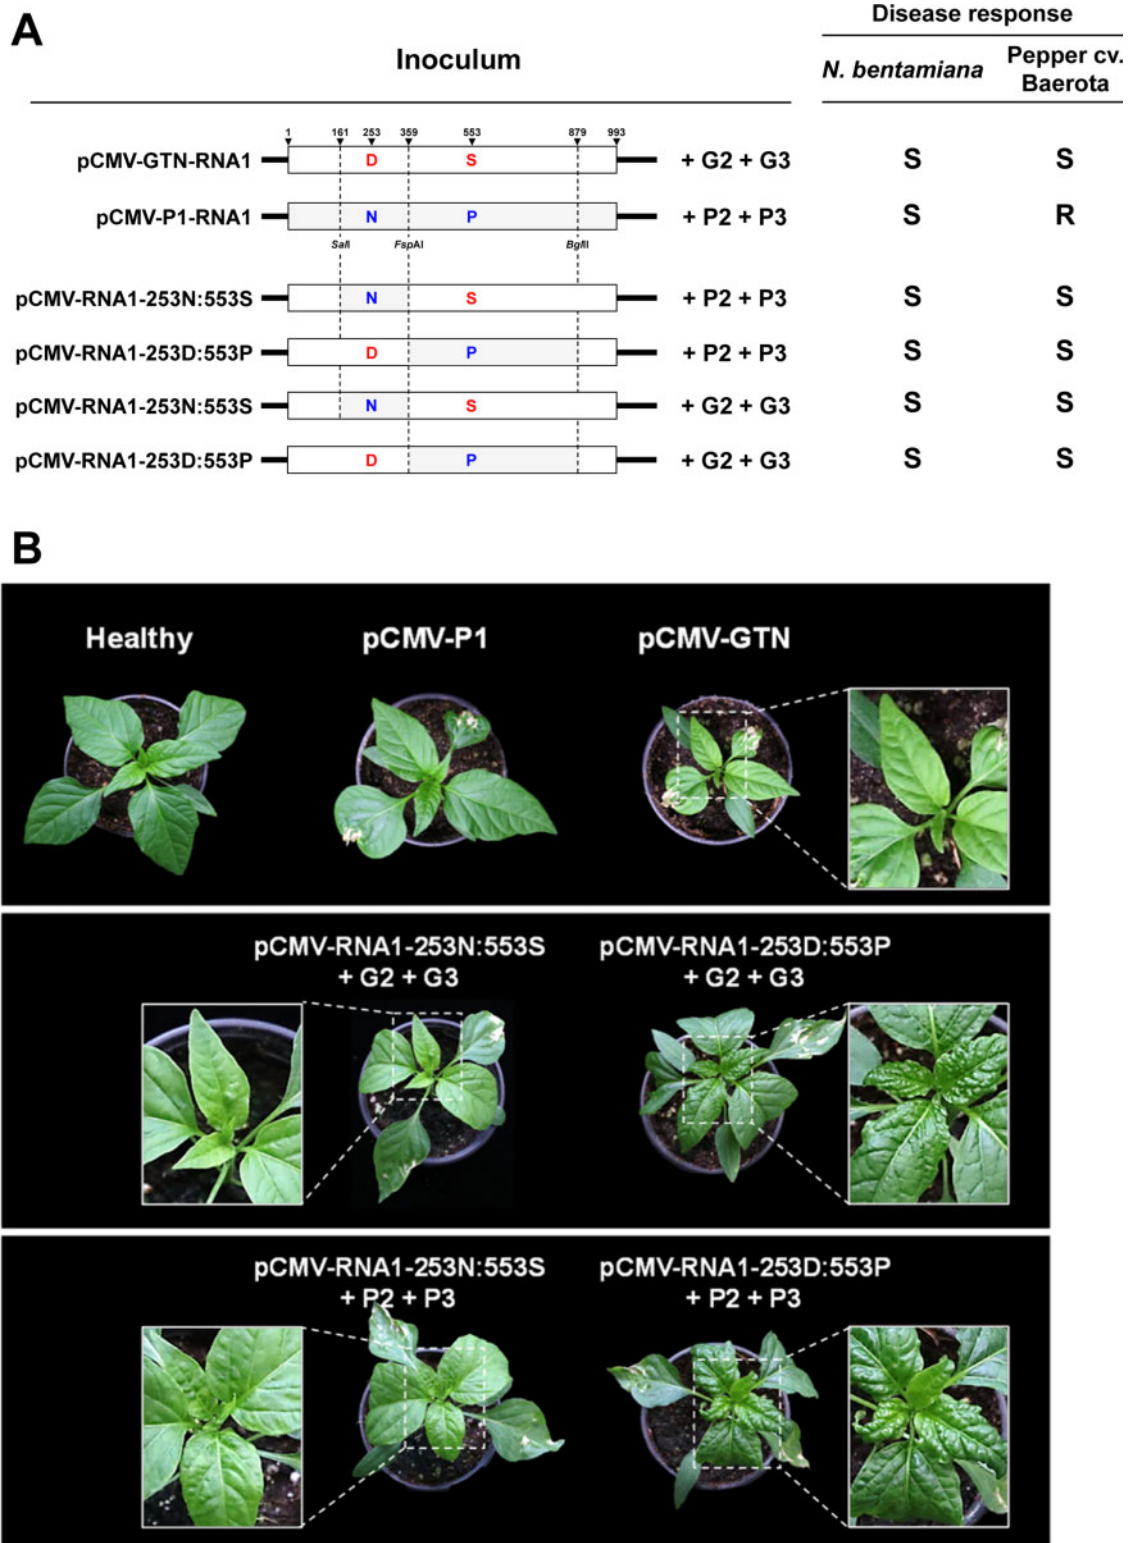 A
Disease response
Inoculum
N. bentamiana
Pepper cv.
Baerota
1 161 253 359 553 879 993
pCMV-GTN-RNA1 D S + G2 + G3 S S
pCMV-P1-RNA1 N P + P2 + P3 S R
SalI FspAI BglII
pCMV-RNA1-253N:553S N S + P2 + P3 S S
pCMV-RNA1-253D:553P D P + P2 + P3 S S
pCMV-RNA1-253N:553S N S + G2 + G3 S S
pCMV-RNA1-253D:553P D P + G2 + G3 S S
B
Healthy pCMV-P1 pCMV-GTN
pCMV-RNA1-253N:553S pCMV-RNA1-253D:553P
+ G2 + G3 + G2 + G3
pCMV-RNA1-253N:553S pCMV-RNA1-253D:553P
+ P2 + P3 + P2 + P3